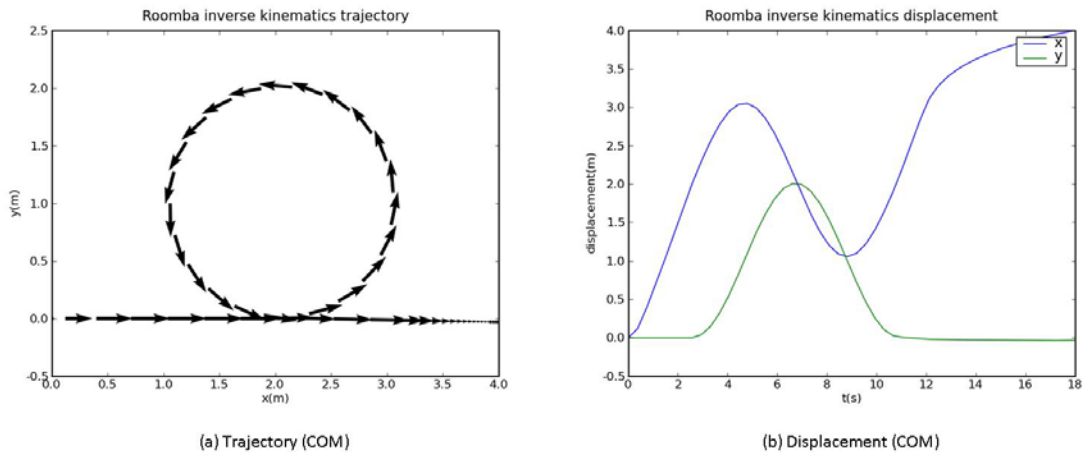 Roomba inverse kinematics trajectory
2.5
2.0
1.5
1.0
0.5
0.0
-0.5
y(m)
0.0 0.5 1.0 1.5 2.0 2.5 3.0 3.5 4.0
x(m)
(a) Trajectory (COM)
Roomba inverse kinematics displacement
4.0
3.5
3.0
2.5
2.0
1.5
1.0
0.5
0.0
-0.5
displacement(m)
x
y
0 2 4 6 8 10 12 14 16 18
t(s)
(b) Displacement (COM)